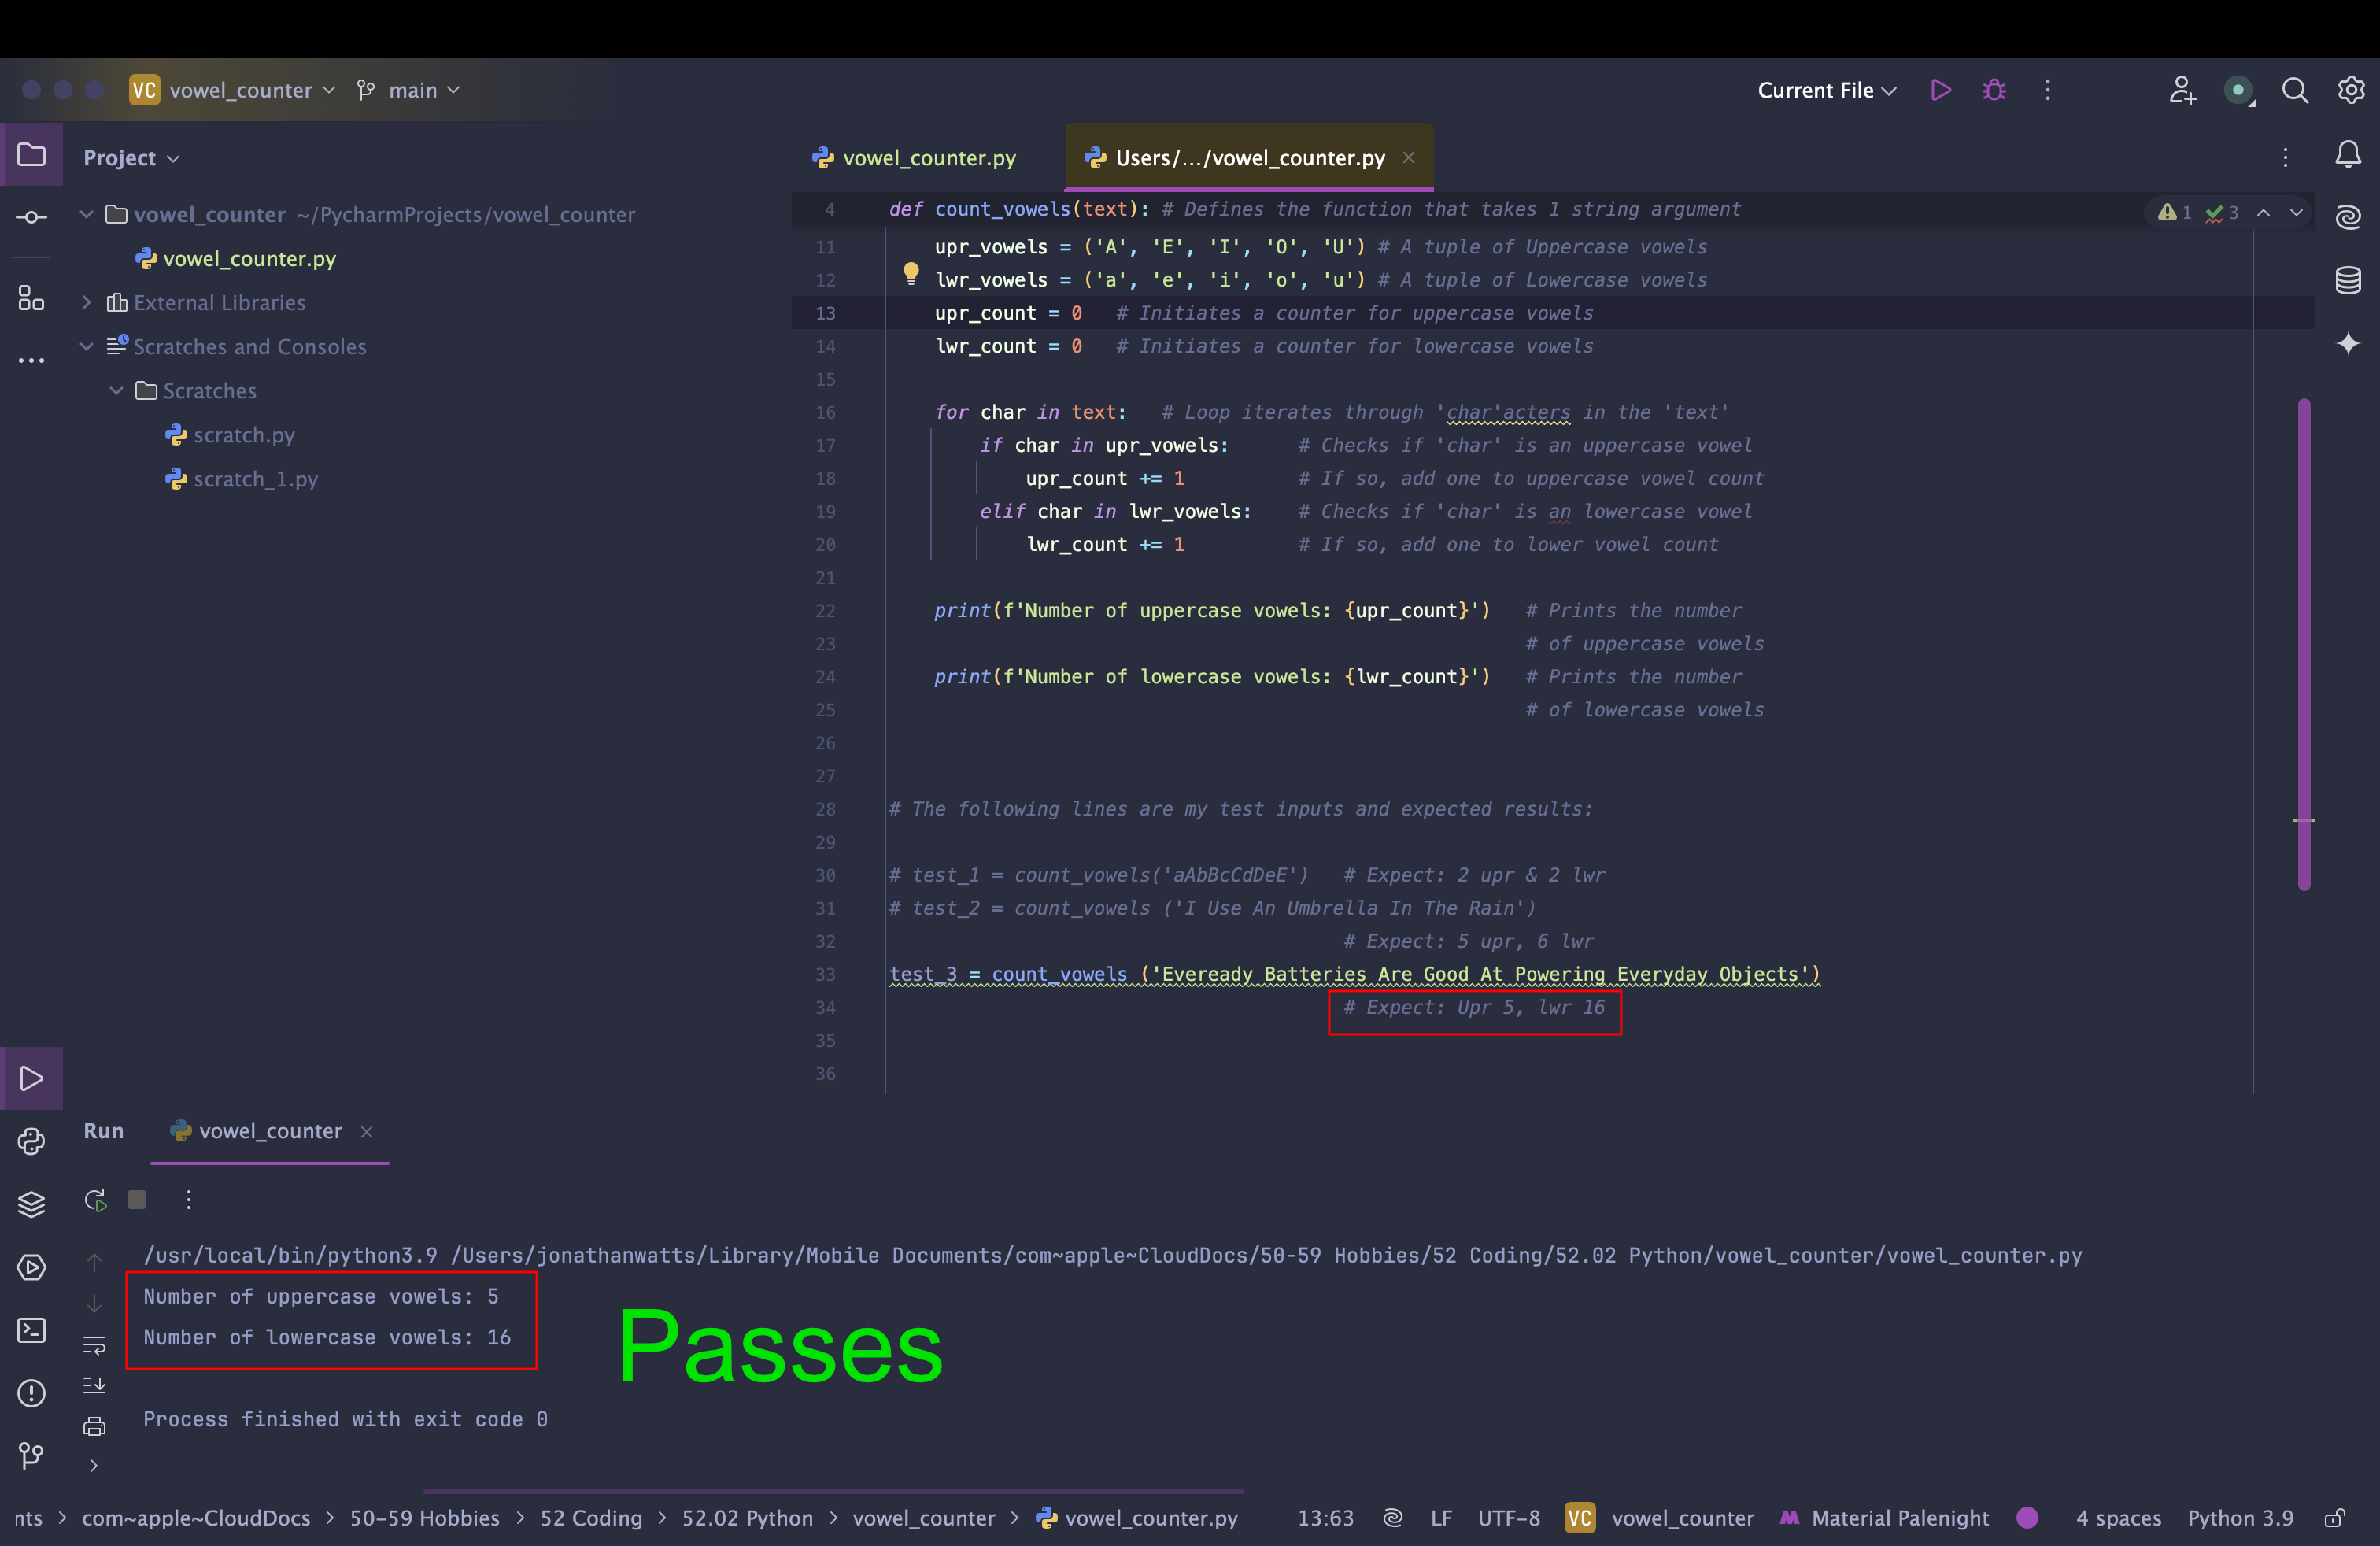 VC vowel_counter main Current File
Project
vowel_counter ~/PycharmProjects/vowel_counter
vowel_counter.py
External Libraries
Scratches and Consoles
Scratches
scratch.py
scratch_1.py
vowel_counter.py Users/.../vowel_counter.py
4 def count_vowels(text): # Defines the function that takes 1 string argument 1 3
11 upr_vowels = ('A', 'E', 'I', 'O', 'U') # A tuple of Uppercase vowels
12 lwr_vowels = ('a', 'e', 'i', 'o', 'u') # A tuple of Lowercase vowels
13 upr_count = 0 # Initiates a counter for uppercase vowels
14 lwr_count = 0 # Initiates a counter for lowercase vowels
15
16 for char in text: # Loop iterates through 'char'acters in the 'text'
17 if char in upr_vowels: # Checks if 'char' is an uppercase vowel
18 upr_count += 1 # If so, add one to uppercase vowel count
19 elif char in lwr_vowels: # Checks if 'char' is an lowercase vowel
20 lwr_count += 1 # If so, add one to lower vowel count
21
22 print(f'Number of uppercase vowels: {upr_count}') # Prints the number
23 # of uppercase vowels
24 print(f'Number of lowercase vowels: {lwr_count}') # Prints the number
25 # of lowercase vowels
26
27
28 # The following lines are my test inputs and expected results:
29
30 # test_1 = count_vowels('aAbBcCdDeE') # Expect: 2 upr & 2 lwr
31 # test_2 = count_vowels ('I Use An Umbrella In The Rain')
32 # Expect: 5 upr, 6 lwr
33 test_3 = count_vowels ('Eveready Batteries Are Good At Powering Everyday Objects')
34 # Expect: Upr 5, lwr 16
35
36
Run vowel_counter
/usr/local/bin/python3.9 /Users/jonathanwatts/Library/Mobile Documents/com~apple~CloudDocs/50-59 Hobbies/52 Coding/52.02 Python/vowel_counter/vowel_counter.py
Number of uppercase vowels: 5
Number of lowercase vowels: 16
Passes
Process finished with exit code 0
nts > com~apple~CloudDocs > 50-59 Hobbies > 52 Coding > 52.02 Python > vowel_counter > vowel_counter.py 13:63 LF UTF-8 VC vowel_counter Material Palenight 4 spaces Python 3.9